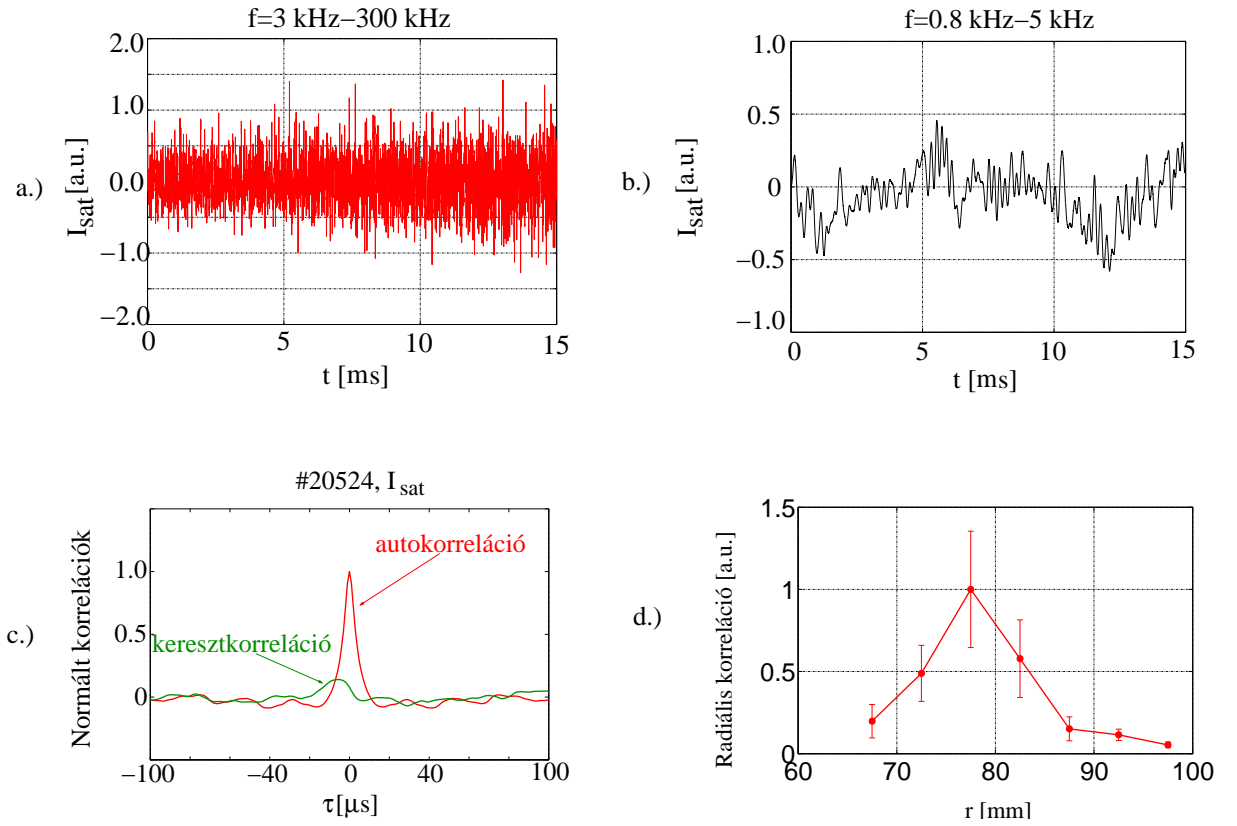 f=3 kHz–300 kHz
f=0.8 kHz–5 kHz
a.)
I_sat [a.u.]
2.0
1.0
0.0
−1.0
−2.0
0 5 10 15
t [ms]
b.)
I_sat [a.u.]
1.0
0.5
0
−0.5
−1.0
0 5 10 15
t [ms]
#20524, I_sat
c.)
Normált korrelációk
autokorreláció
keresztkorreláció
1.0
0.5
0
−100 −40 0 40 100
τ[μs]
d.)
Radiális korreláció [a.u.]
1.5
1
0.5
0
60 70 80 90 100
r [mm]